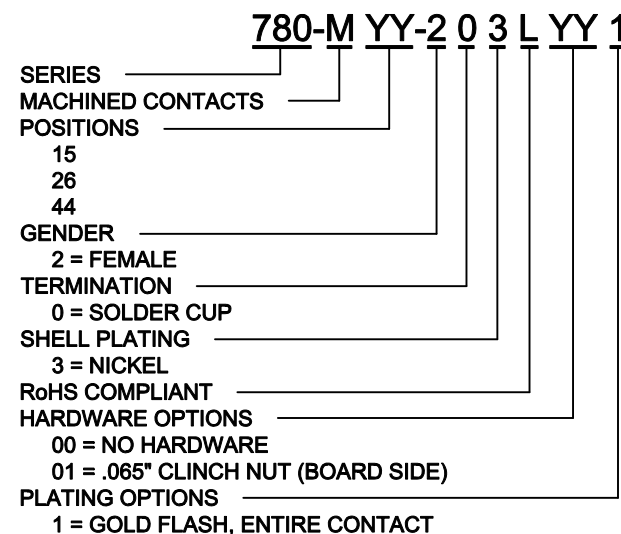 780-M YY-2 0 3 L YY 1
SERIES
MACHINED CONTACTS
POSITIONS
15
26
44
GENDER
2 = FEMALE
TERMINATION
0 = SOLDER CUP
SHELL PLATING
3 = NICKEL
RoHS COMPLIANT
HARDWARE OPTIONS
00 = NO HARDWARE
01 = .065" CLINCH NUT (BOARD SIDE)
PLATING OPTIONS
1 = GOLD FLASH, ENTIRE CONTACT